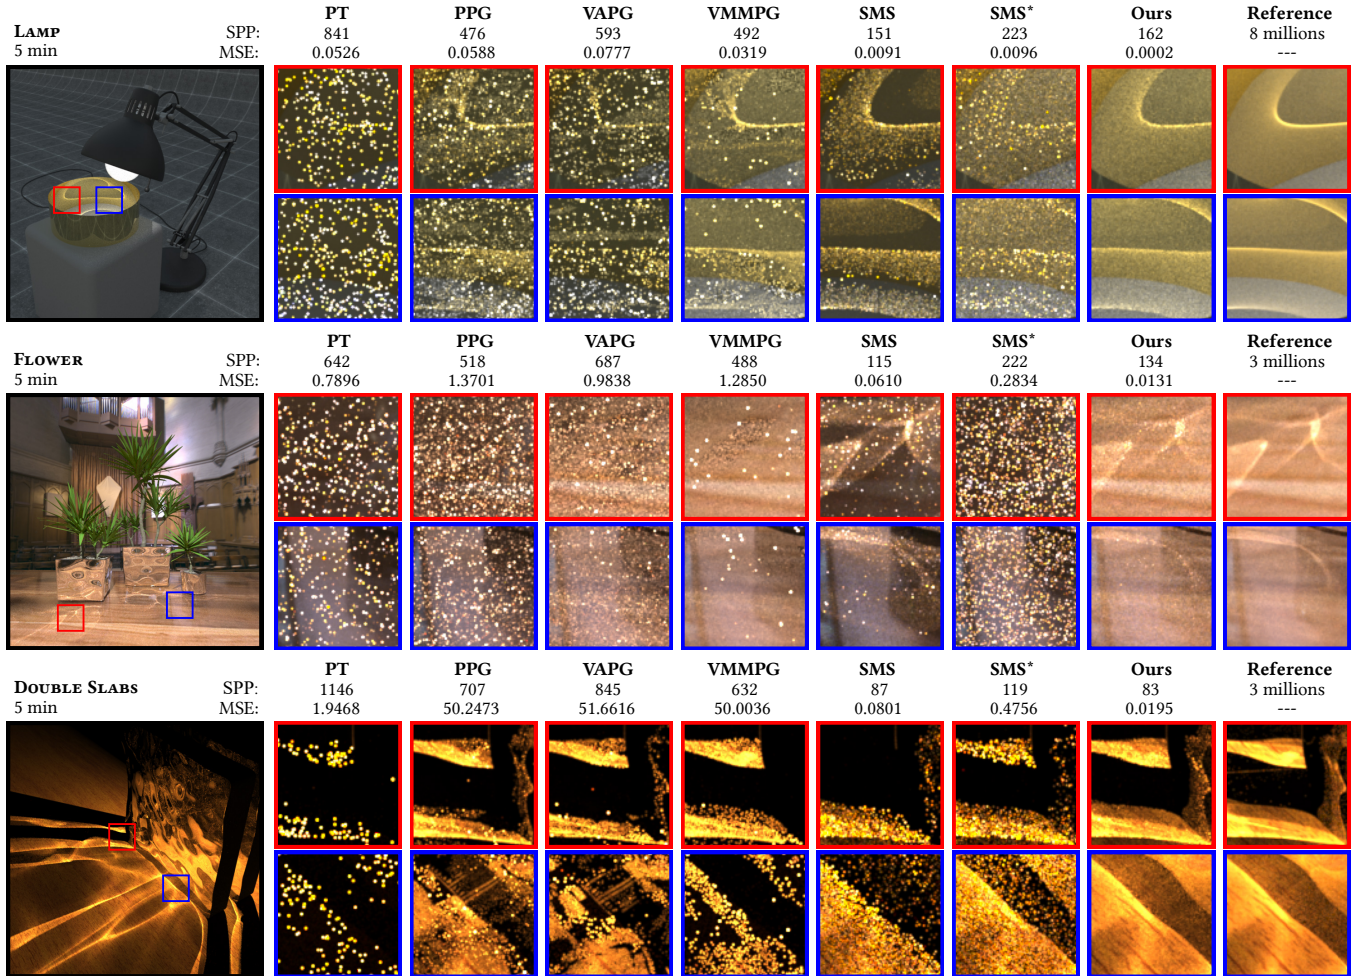 PT PPG VAPG VMMPG SMS SMS* Ours Reference
LAMP SPP: 841 476 593 492 151 223 162 8 millions
5 min MSE: 0.0526 0.0588 0.0777 0.0319 0.0091 0.0096 0.0002 ---
PT PPG VAPG VMMPG SMS SMS* Ours Reference
FLOWER SPP: 642 518 687 488 115 222 134 3 millions
5 min MSE: 0.7896 1.3701 0.9838 1.2850 0.0610 0.2834 0.0131 ---
PT PPG VAPG VMMPG SMS SMS* Ours Reference
DOUBLE SLABS SPP: 1146 707 845 632 87 119 83 3 millions
5 min MSE: 1.9468 50.2473 51.6616 50.0036 0.0801 0.4756 0.0195 ---